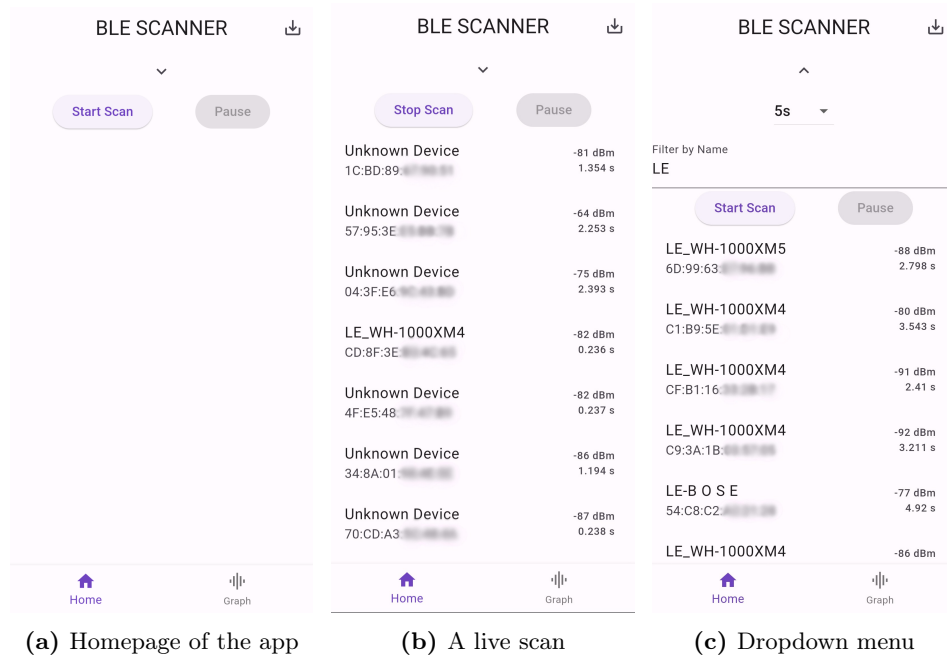 BLE SCANNER
Start Scan
Pause
Home
Graph
(a) Homepage of the app
BLE SCANNER
Stop Scan
Pause
Unknown Device
-81 dBm
1C:BD:89:
1.354 s
Unknown Device
-64 dBm
57:95:3E
2.253 s
Unknown Device
-75 dBm
04:3F:E6
2.393 s
LE_WH-1000XM4
-82 dBm
CD:8F:3E
0.236 s
Unknown Device
-82 dBm
4F:E5:48:
0.237 s
Unknown Device
-86 dBm
34:8A:01:
1.194 s
Unknown Device
-87 dBm
70:CD:A3
0.238 s
Home
Graph
(b) A live scan
BLE SCANNER
5s
Filter by Name
LE
Start Scan
Pause
LE_WH-1000XM5
-88 dBm
6D:99:63:
2.798 s
LE_WH-1000XM4
-80 dBm
C1:B9:5E:
3.543 s
LE_WH-1000XM4
-91 dBm
CF:B1:16:
2.41 s
LE_WH-1000XM4
-92 dBm
C9:3A:1B:
3.211 s
LE-B O S E
-77 dBm
54:C8:C2:
4.92 s
LE_WH-1000XM4
-86 dBm
Home
Graph
(c) Dropdown menu